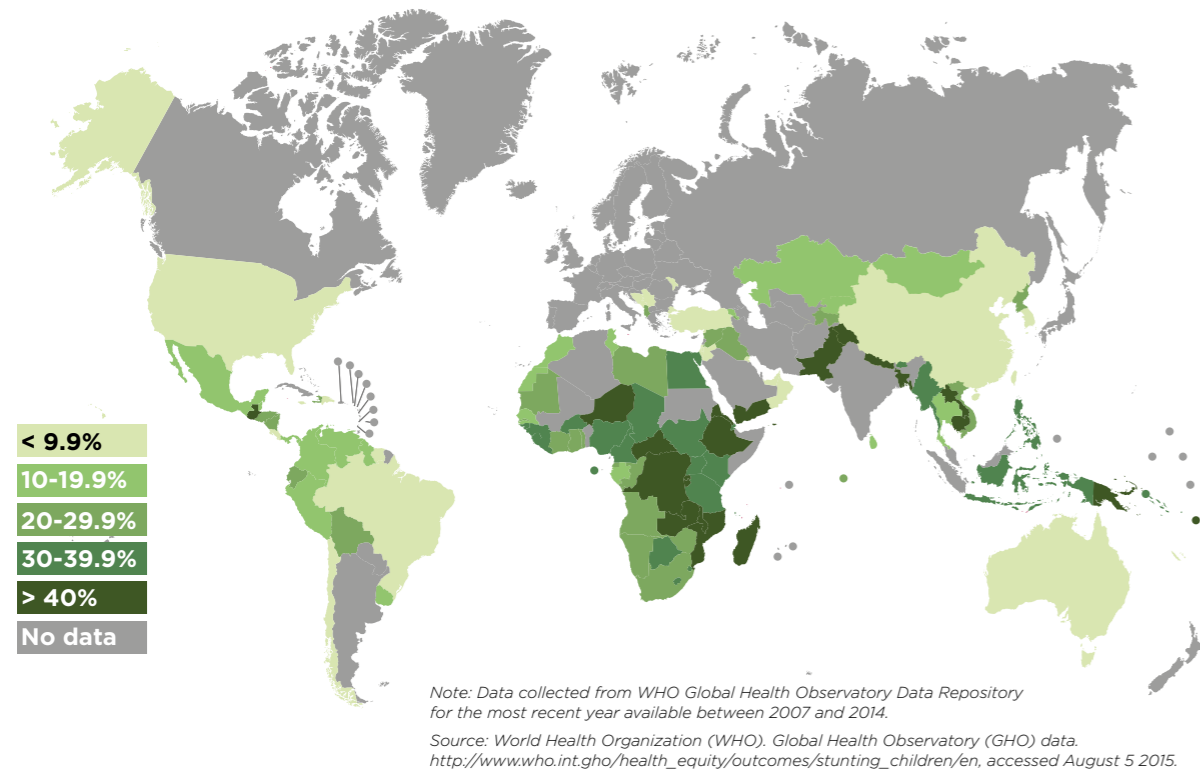 < 9.9%
10-19.9%
20-29.9%
30-39.9%
> 40%
No data
Note: Data collected from WHO Global Health Observatory Data Repository
for the most recent year available between 2007 and 2014.
Source: World Health Organization (WHO). Global Health Observatory (GHO) data.
http://www.who.int.gho/health_equity/outcomes/stunting_children/en, accessed August 5 2015.